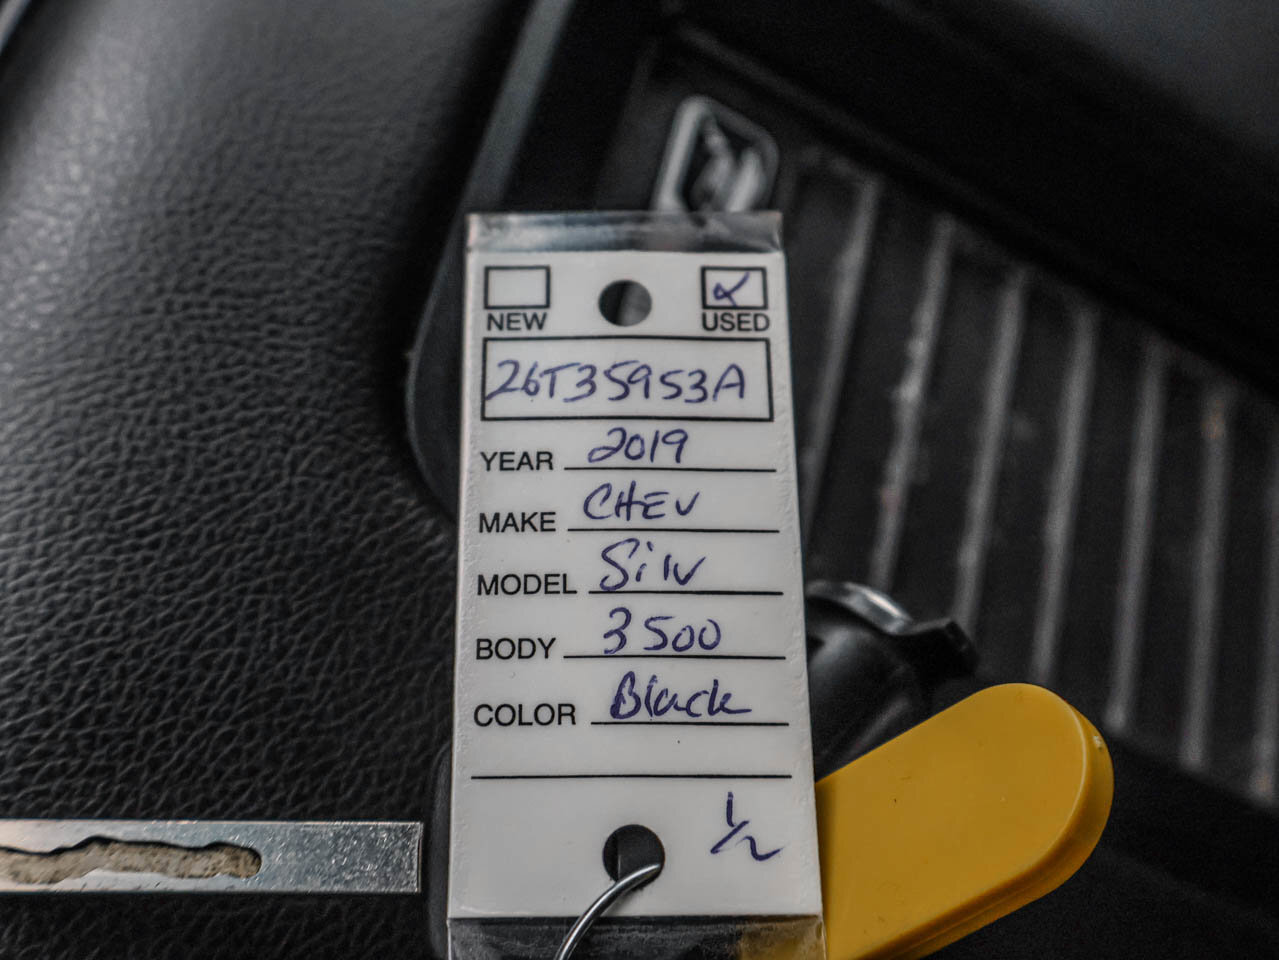 NEW USED
26T35953A
YEAR 2019
MAKE CHEV
MODEL Silv
BODY 3500
COLOR Black
1/2